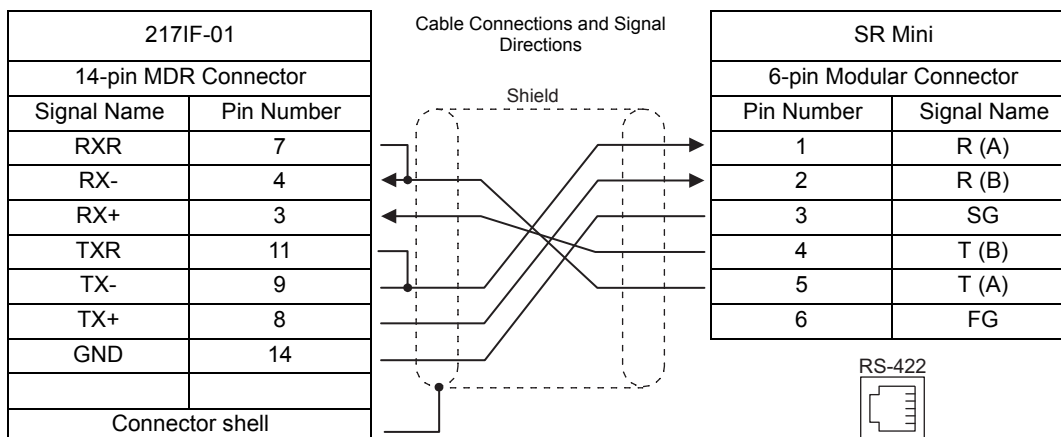 217IF-01
14-pin MDR Connector
Signal Name Pin Number
RXR 7
RX- 4
RX+ 3
TXR 11
TX- 9
TX+ 8
GND 14
Connector shell
Cable Connections and Signal
Directions
Shield
SR Mini
6-pin Modular Connector
Pin Number Signal Name
1 R (A)
2 R (B)
3 SG
4 T (B)
5 T (A)
6 FG
RS-422